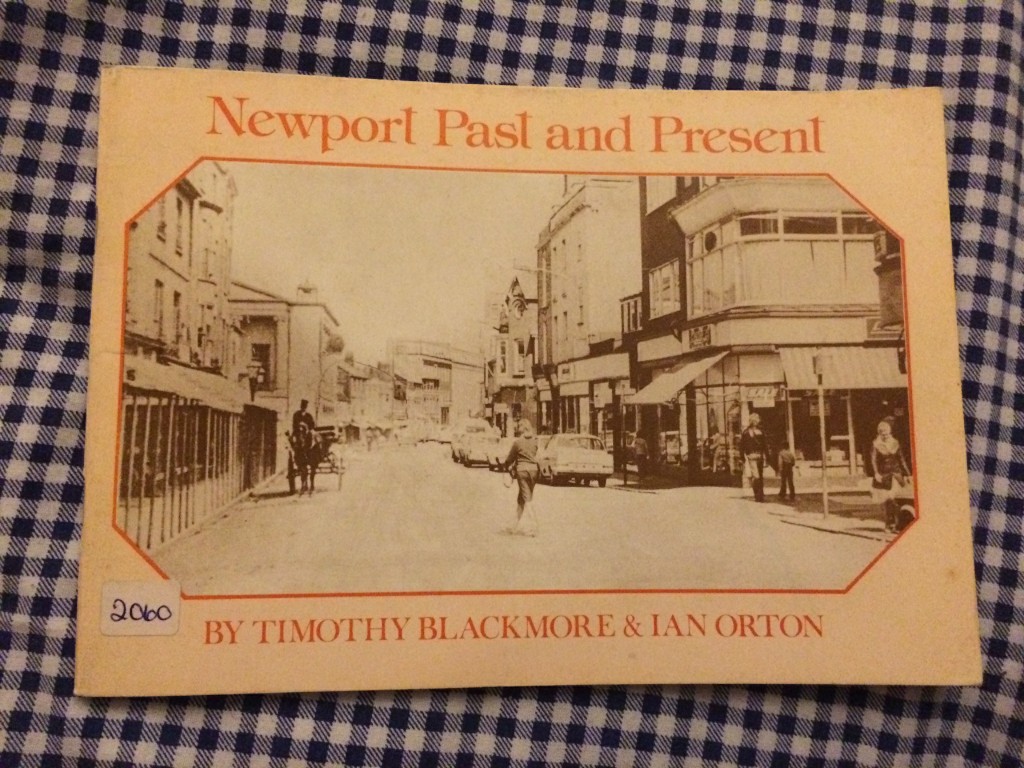 Newport Past and Present
2060
BY TIMOTHY BLACKMORE & IAN ORTON